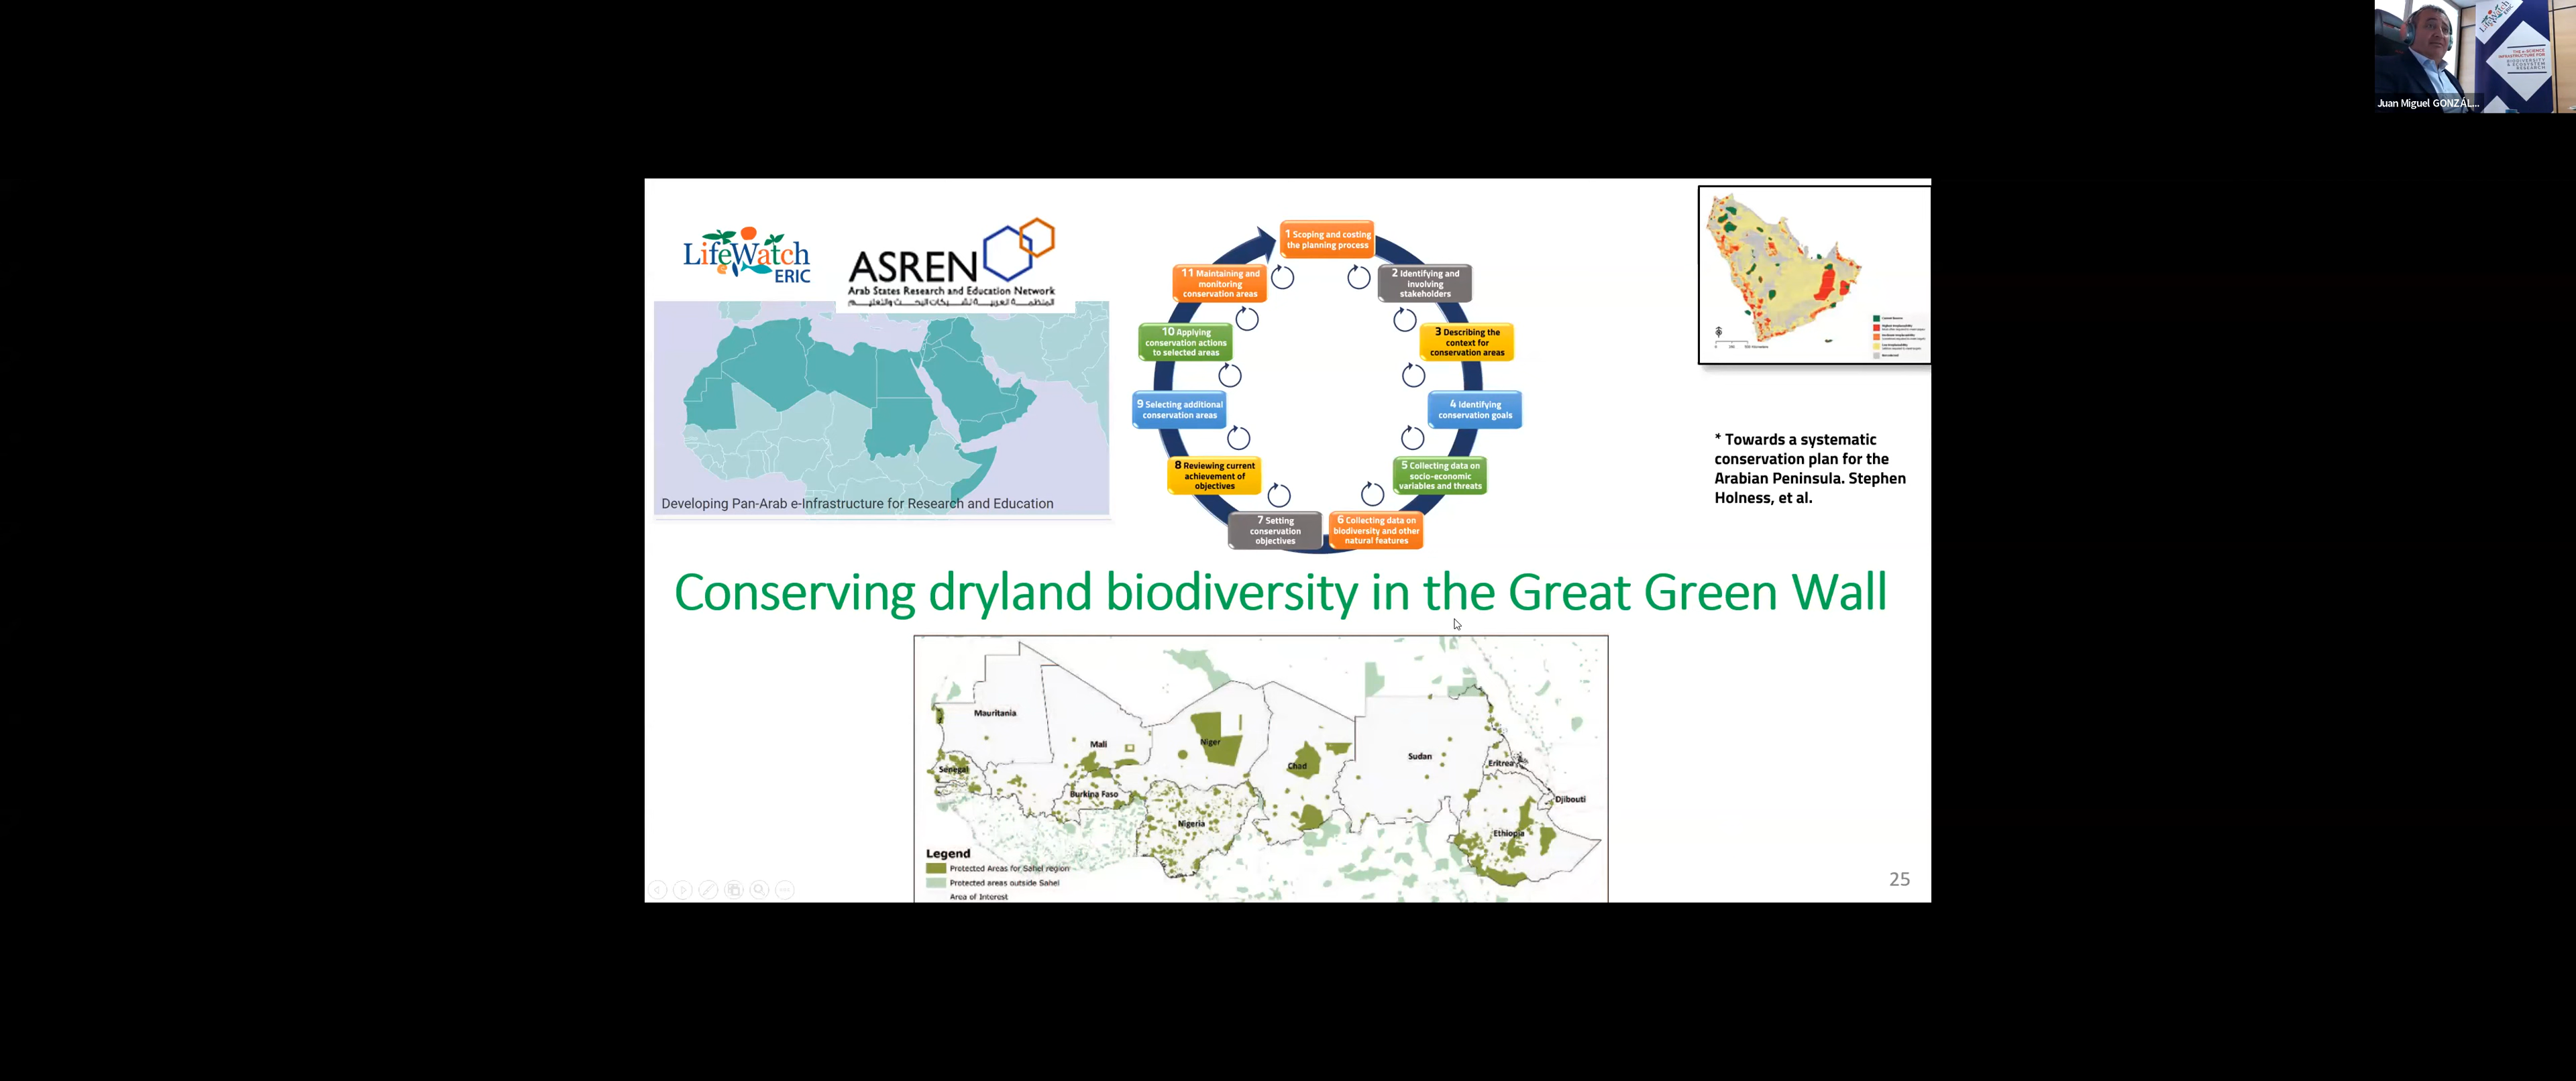 Juan Miguel GONZÁL...
LifeWatch
ERIC
ASREN
Arab States Research and Education Network
المنظمة العربية لشبكات البحث والتعليم
Developing Pan-Arab e-Infrastructure for Research and Education
1 Scoping and costing
the planning process
2 Identifying and
involving
stakeholders
3 Describing the
context for
conservation areas
4 Identifying
conservation goals
5 Collecting data on
socio-economic
variables and threats
6 Collecting data on
biodiversity and other
natural features
7 Setting
conservation
objectives
8 Reviewing current
achievement of
objectives
9 Selecting additional
conservation areas
10 Applying
conservation actions
to selected areas
11 Maintaining and
monitoring
conservation areas
* Towards a systematic
conservation plan for the
Arabian Peninsula. Stephen
Holness, et al.
Conserving dryland biodiversity in the Great Green Wall
Mauritania
Mali
Niger
Chad
Sudan
Eritrea
Senegal
Burkina Faso
Nigeria
Djibouti
Ethiopia
Legend
Protected Areas for Sahel region
Protected areas outside Sahel
Area of Interest
25